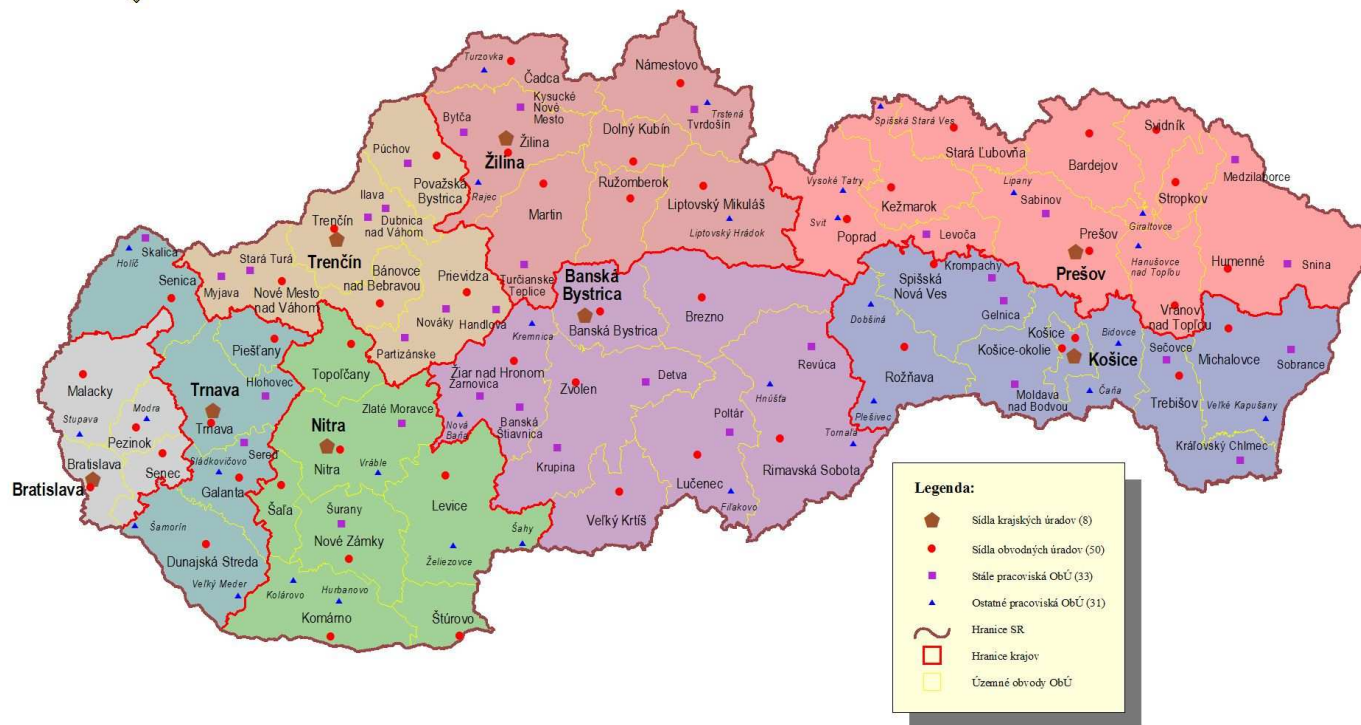 Turzovka
Čadca
Kysucké
Nové
Mesto
Bytča
Žilina
Žilina
Rajec
Námestovo
Trstená
Tvrdošín
Dolný Kubín
Ružomberok
Martin
Liptovský Mikuláš
Liptovský Hrádok
Turčianske
Teplice
Púchov
Považská
Bystrica
Ilava
Dubnica
nad Váhom
Trenčín
Trenčín
Bánovce
nad Bebravou
Prievidza
Nováky
Handlová
Partizánske
Stará Turá
Myjava
Nové Mesto
nad Váhom
Skalica
Holíč
Senica
Piešťany
Hlohovec
Trnava
Trnava
Sereď
Sládkovičovo
Galanta
Šamorín
Dunajská Streda
Veľký Meder
Malacky
Stupava
Modra
Pezinok
Senec
Bratislava
Bratislava
Topoľčany
Zlaté Moravce
Nitra
Nitra
Vráble
Šaľa
Šurany
Nové Zámky
Levice
Šahy
Želiezovce
Kolárovo
Hurbanovo
Komárno
Štúrovo
Banská
Bystrica
Banská Bystrica
Brezno
Kremnica
Žiar nad Hronom
Žarnovica
Nová
Baňa
Banská
Štiavnica
Zvolen
Detva
Krupina
Poltár
Hnúšťa
Revúca
Tornaľa
Rimavská Sobota
Lučenec
Fiľakovo
Veľký Krtíš
Spišská Stará Ves
Stará Ľubovňa
Vysoké Tatry
Kežmarok
Svit
Poprad
Levoča
Lipany
Sabinov
Bardejov
Svidník
Stropkov
Medzilaborce
Giraltovce
Prešov
Prešov
Hanušovce
nad Topľou
Humenné
Snina
Vranov
nad Topľou
Spišská
Nová Ves
Krompachy
Gelnica
Dobšiná
Rožňava
Plešivec
Košice
Košice-okolie
Košice
Bidovce
Čaňa
Moldava
nad Bodvou
Sečovce
Trebišov
Michalovce
Sobrance
Veľké Kapušany
Kráľovský Chlmec
Legenda:
Sídla krajských úradov (8)
Sídla obvodných úradov (50)
Stále pracoviská ObÚ (33)
Ostatné pracoviská ObÚ (31)
Hranice SR
Hranice krajov
Územné obvody ObÚ